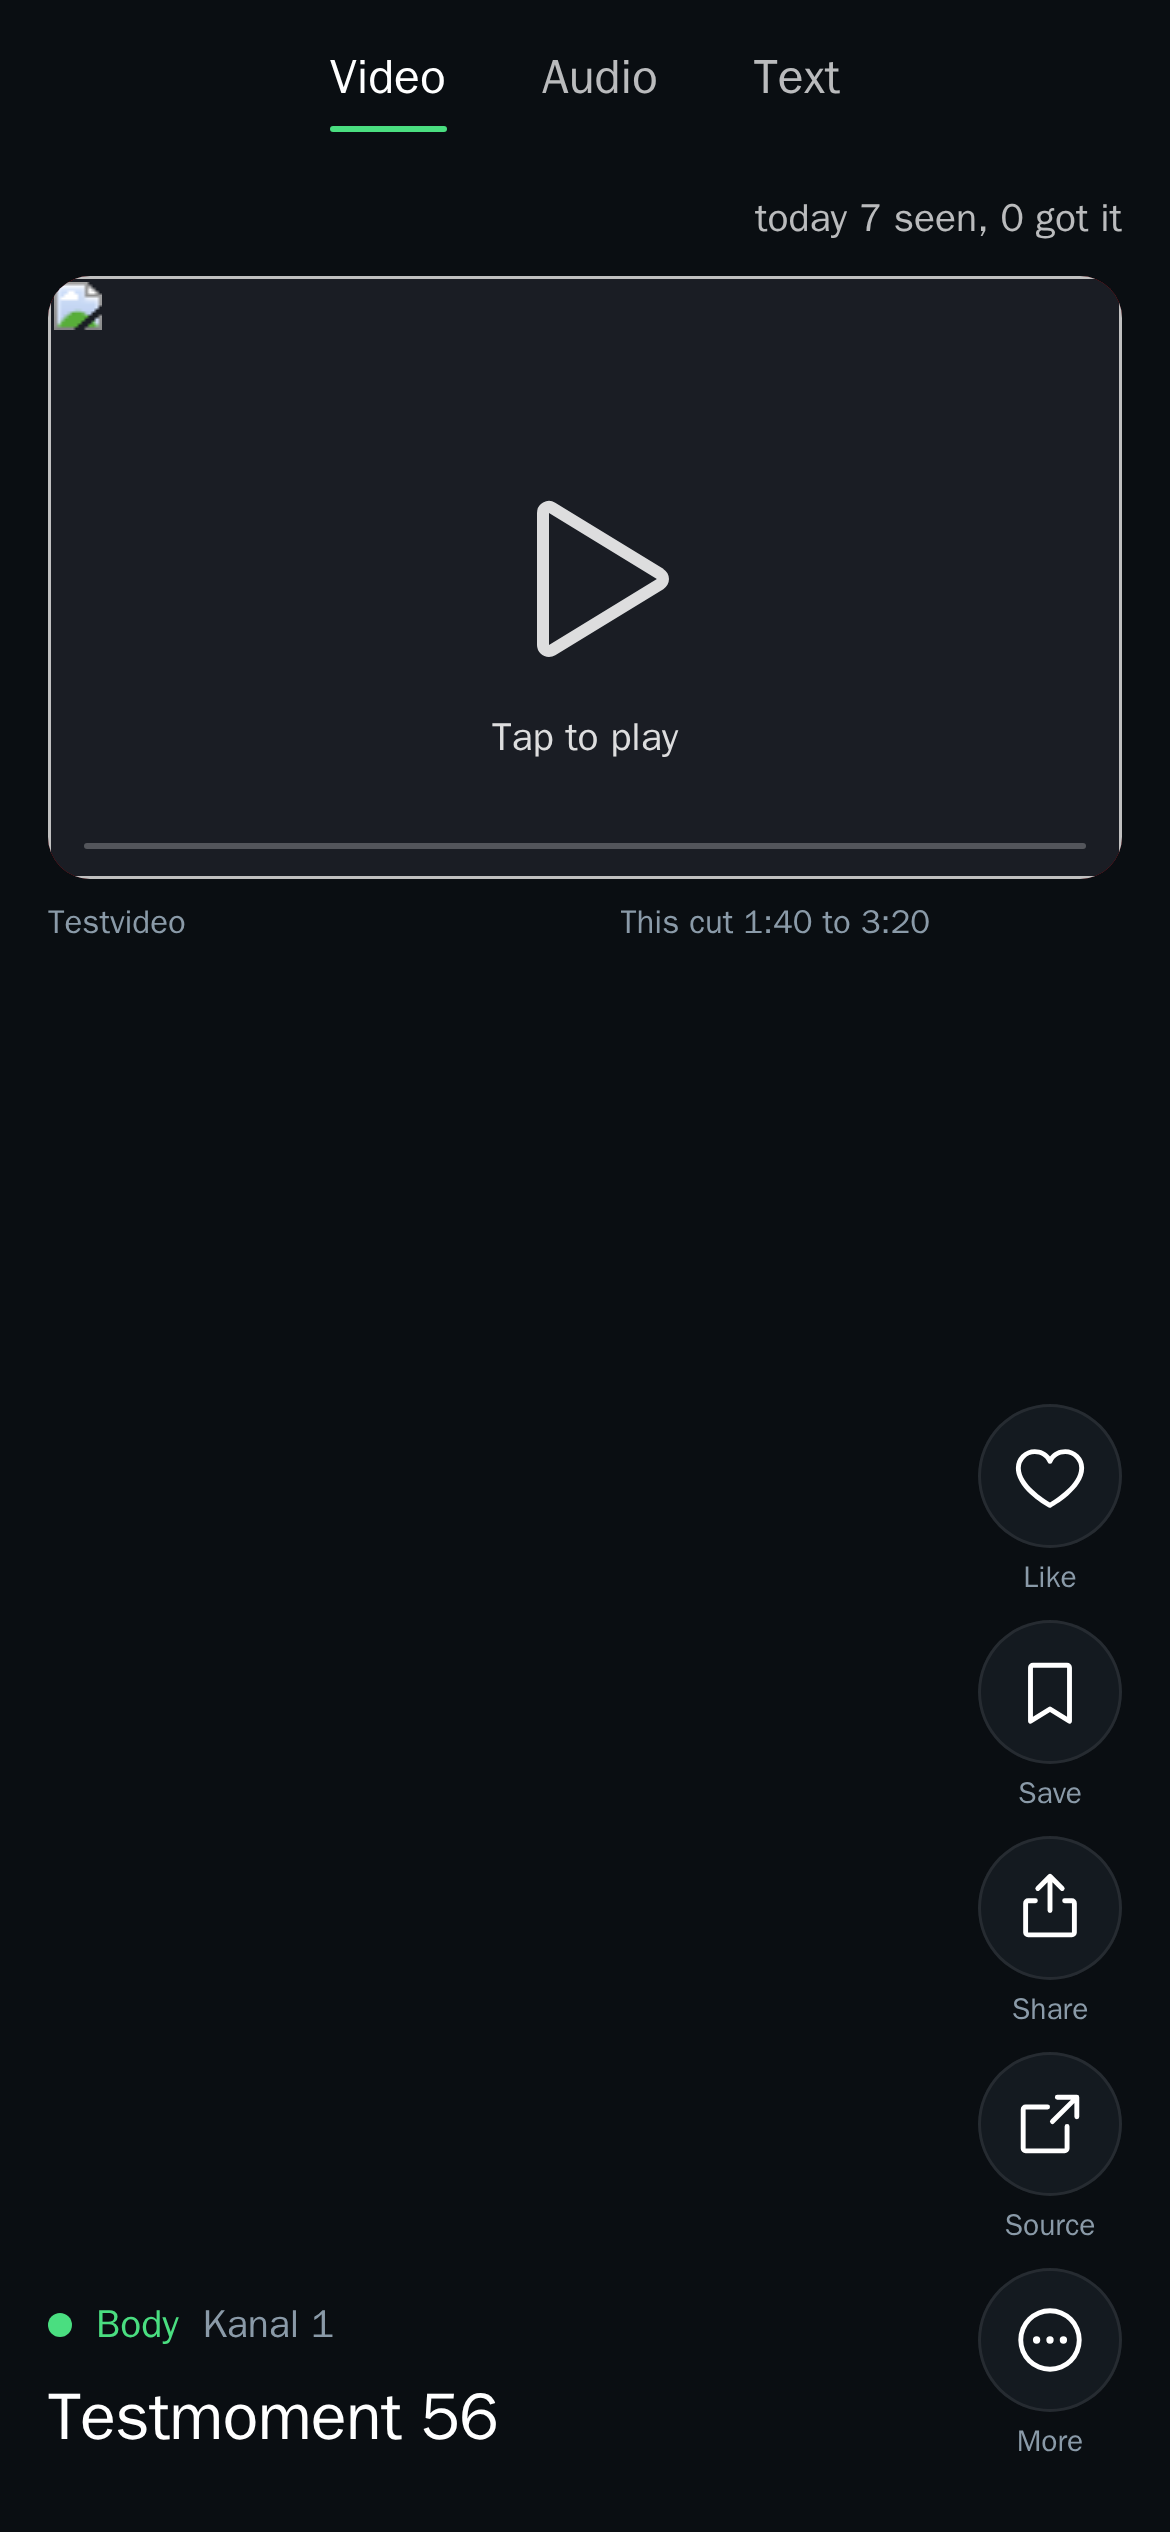 Video Audio Text
today 7 seen, 0 got it
Tap to play
Testvideo This cut 1:40 to 3:20
Like
Save
Share
Source
Body Kanal 1
Testmoment 56
More